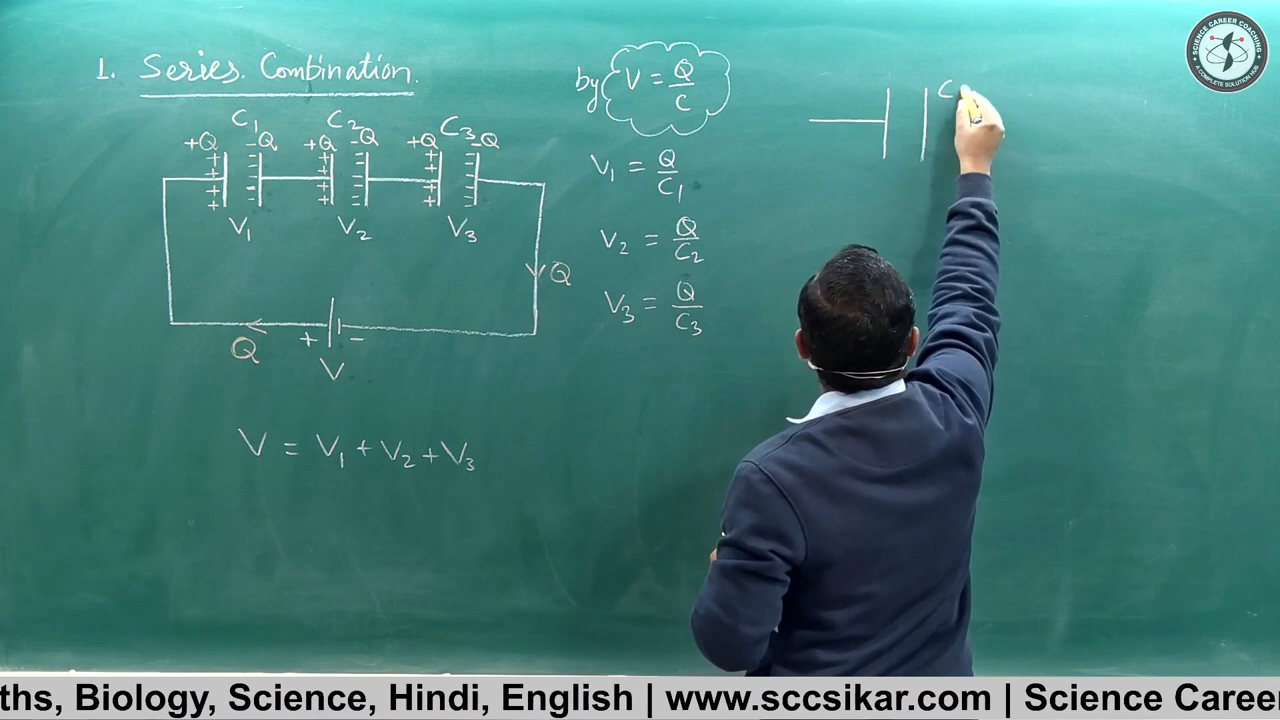 1. Series Combination.
C1 C2 C3
+Q -Q +Q -Q +Q -Q
+ + + + - - - - - - + + + + - - - - - + + + + - - - - - -
V1 V2 V3
Q
+ -
Q
V
V = V1 + V2 + V3
by V = Q/C
V1 = Q/C1
V2 = Q/C2
V3 = Q/C3
C
SCIENCE CAREER COACHING
A COMPLETE SOLUTION HUB
ths, Biology, Science, Hindi, English | www.sccsikar.com | Science Career